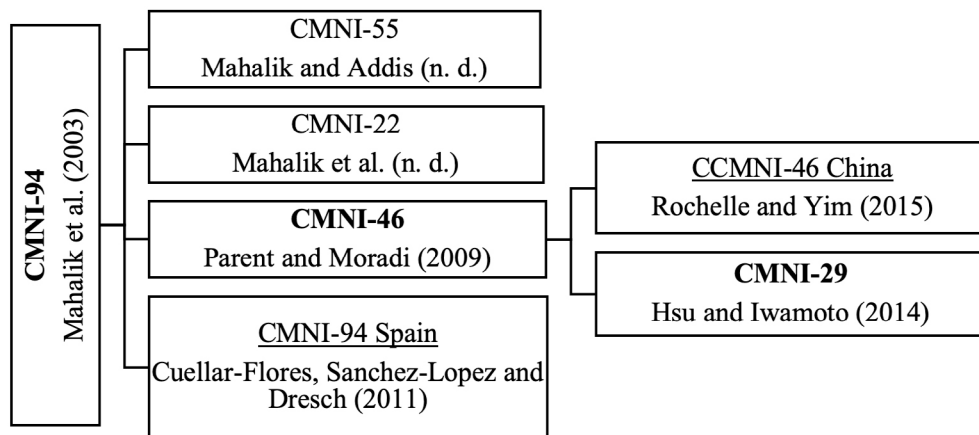 CMNI-94
Mahalik et al. (2003)
CMNI-55
Mahalik and Addis (n. d.)
CMNI-22
Mahalik et al. (n. d.)
CMNI-46
Parent and Moradi (2009)
CMNI-94 Spain
Cuellar-Flores, Sanchez-Lopez and
Dresch (2011)
CCMNI-46 China
Rochelle and Yim (2015)
CMNI-29
Hsu and Iwamoto (2014)